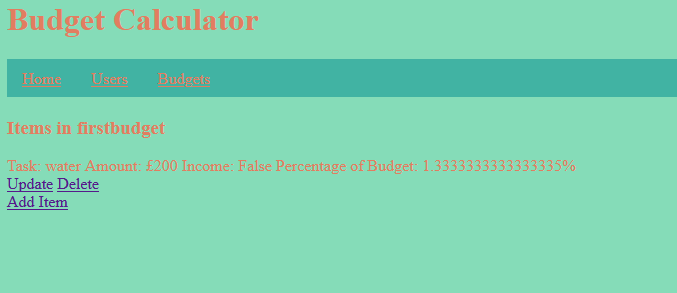 Budget Calculator
Home Users Budgets
Items in firstbudget
Task: water Amount: £200 Income: False Percentage of Budget: 1.3333333333333335%
Update Delete
Add Item